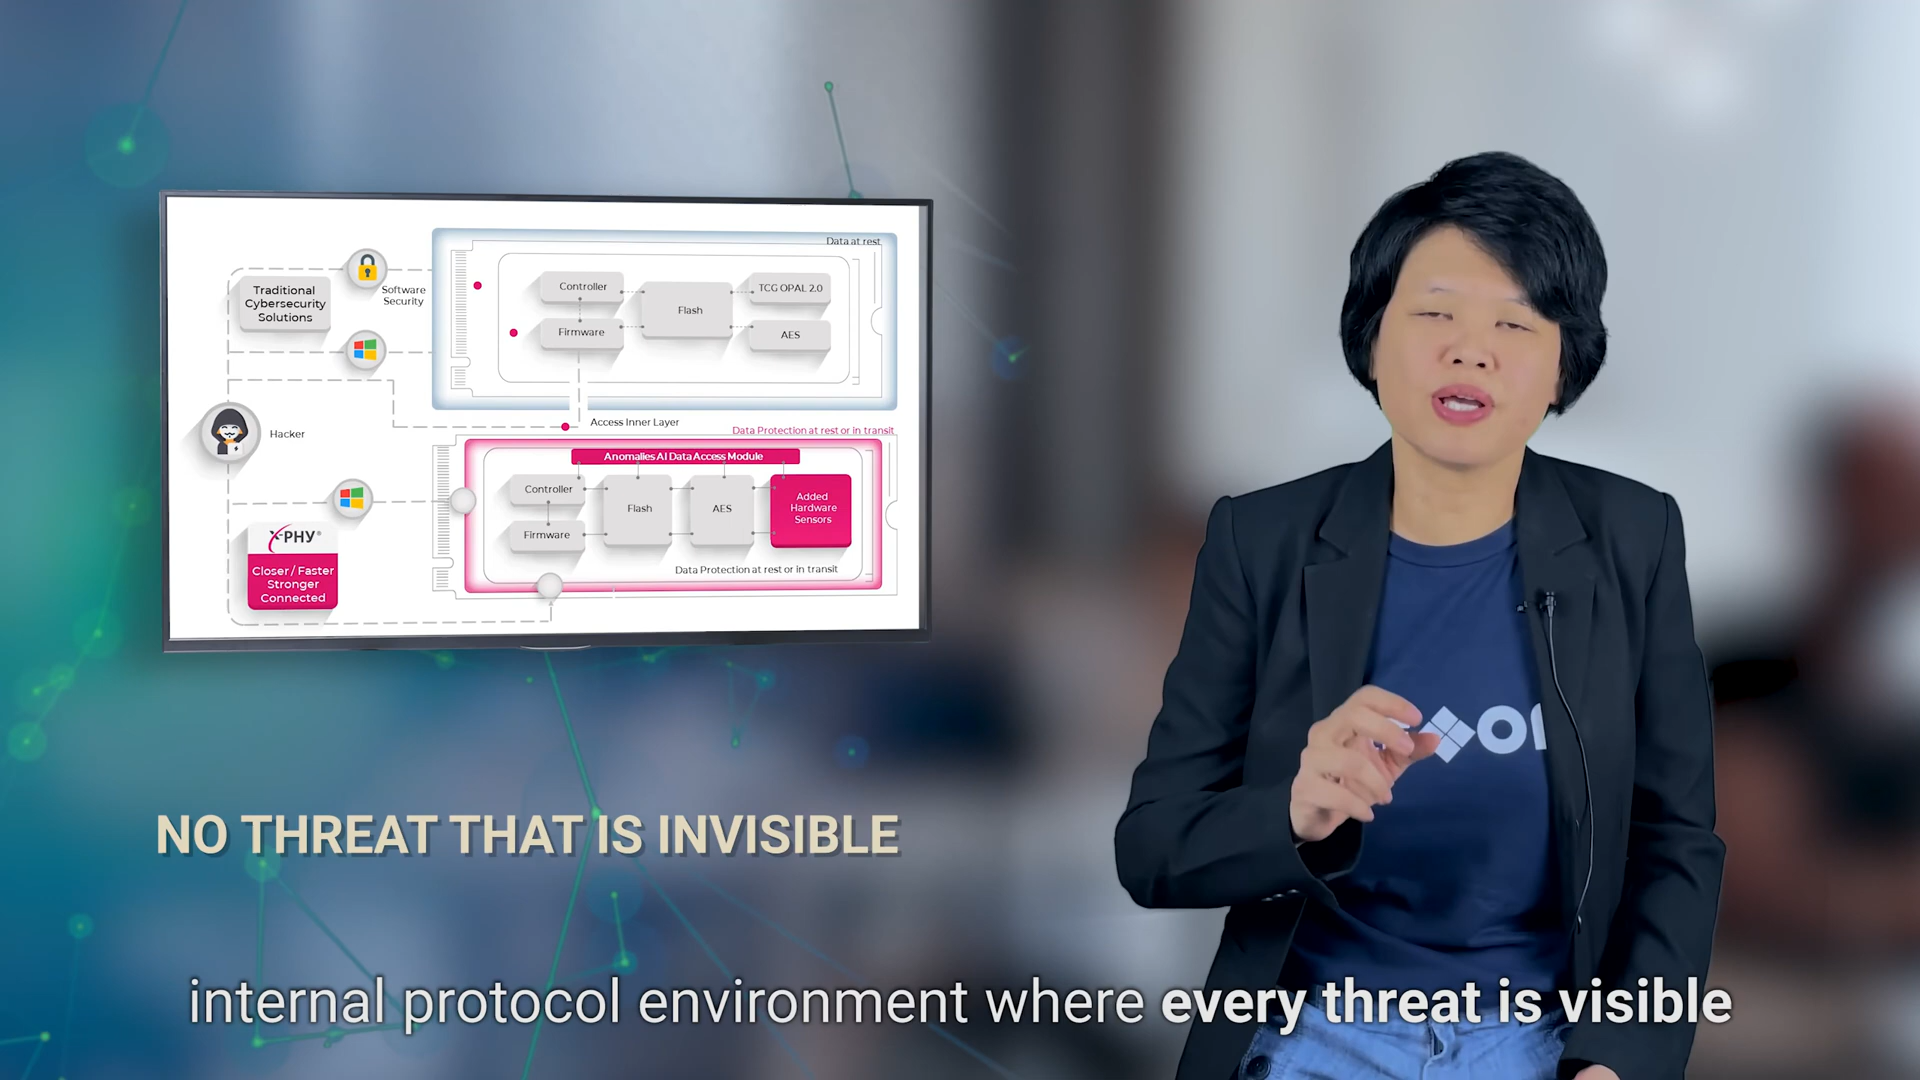 Data at rest
Software
Security
Traditional
Cybersecurity
Solutions
Controller
Firmware
Flash
TCG OPAL 2.0
AES
Hacker
Access Inner Layer
Data Protection at rest or in transit
Anomalies AI Data Access Module
Controller
Firmware
Flash
AES
Added
Hardware
Sensors
Data Protection at rest or in transit
X-PHY®
Closer / Faster
Stronger
Connected
NO THREAT THAT IS INVISIBLE
internal protocol environment where every threat is visible